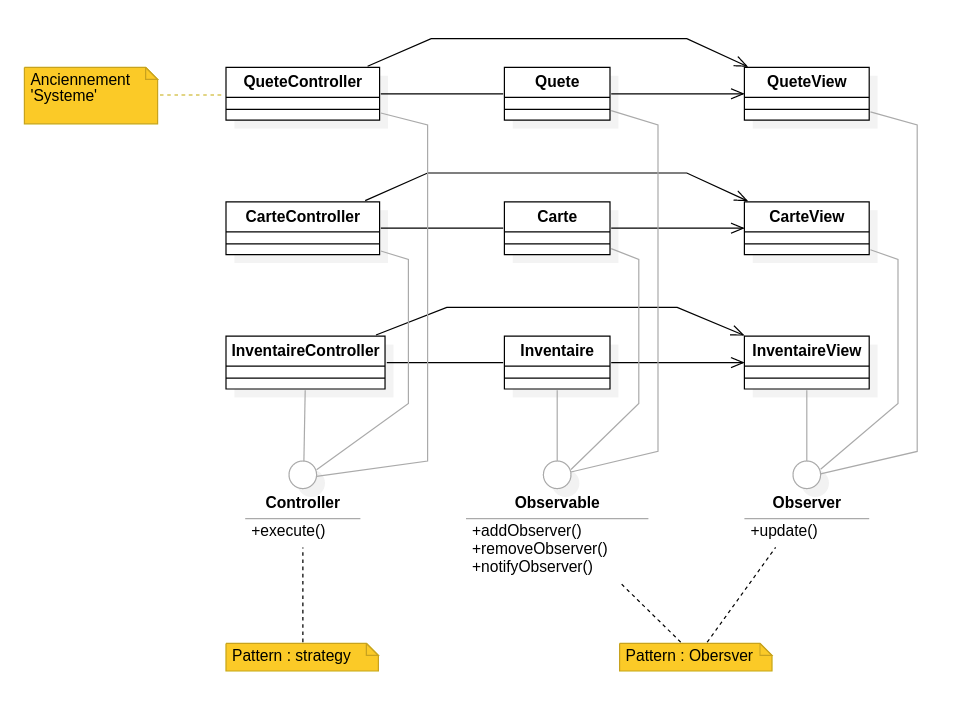 Anciennement
'Systeme'
QueteController
Quete
QueteView
CarteController
Carte
CarteView
InventaireController
Inventaire
InventaireView
Controller
+execute()
Observable
+addObserver()
+removeObserver()
+notifyObserver()
Observer
+update()
Pattern : strategy
Pattern : Obersver